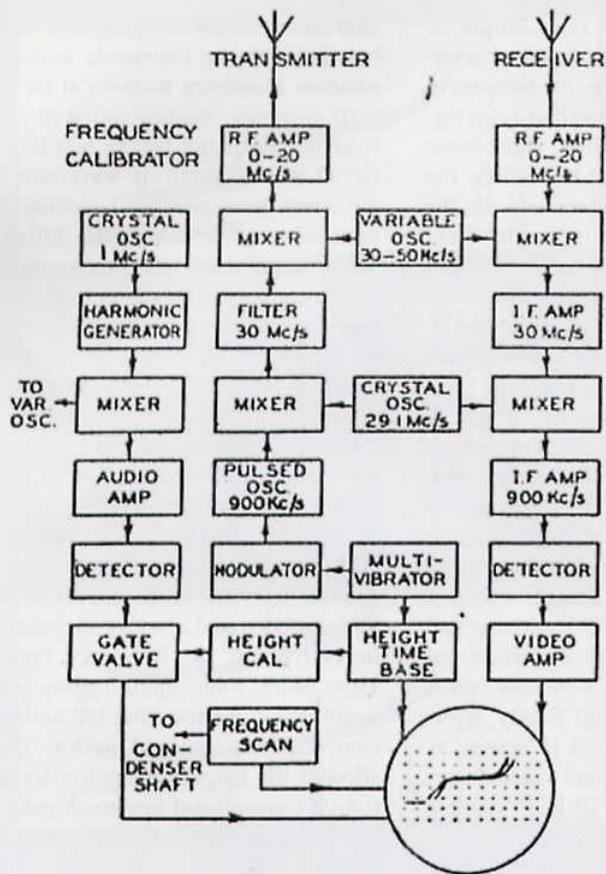 TRANSMITTER
RECEIVER
FREQUENCY
CALIBRATOR
R.F. AMP
0-20
Mc/s
R.F. AMP
0-20
Mc/s
CRYSTAL
OSC.
1 Mc/s
MIXER
VARIABLE
OSC.
30-50Kc/s
MIXER
HARMONIC
GENERATOR
FILTER
30 Mc/s
I.F. AMP
30 Mc/s
TO
VAR.
OSC.
MIXER
MIXER
CRYSTAL
OSC.
29.1 Mc/s
MIXER
AUDIO
AMP
PULSED
OSC
900Kc/s
I.F AMP
900 Kc/s
DETECTOR
MODULATOR
MULTI-
VIBRATOR
DETECTOR
GATE
VALVE
HEIGHT
CAL.
HEIGHT
TIME
BASE
VIDEO
AMP
TO
CON
DENSER
SHAFT
FREQUENCY
SCAN